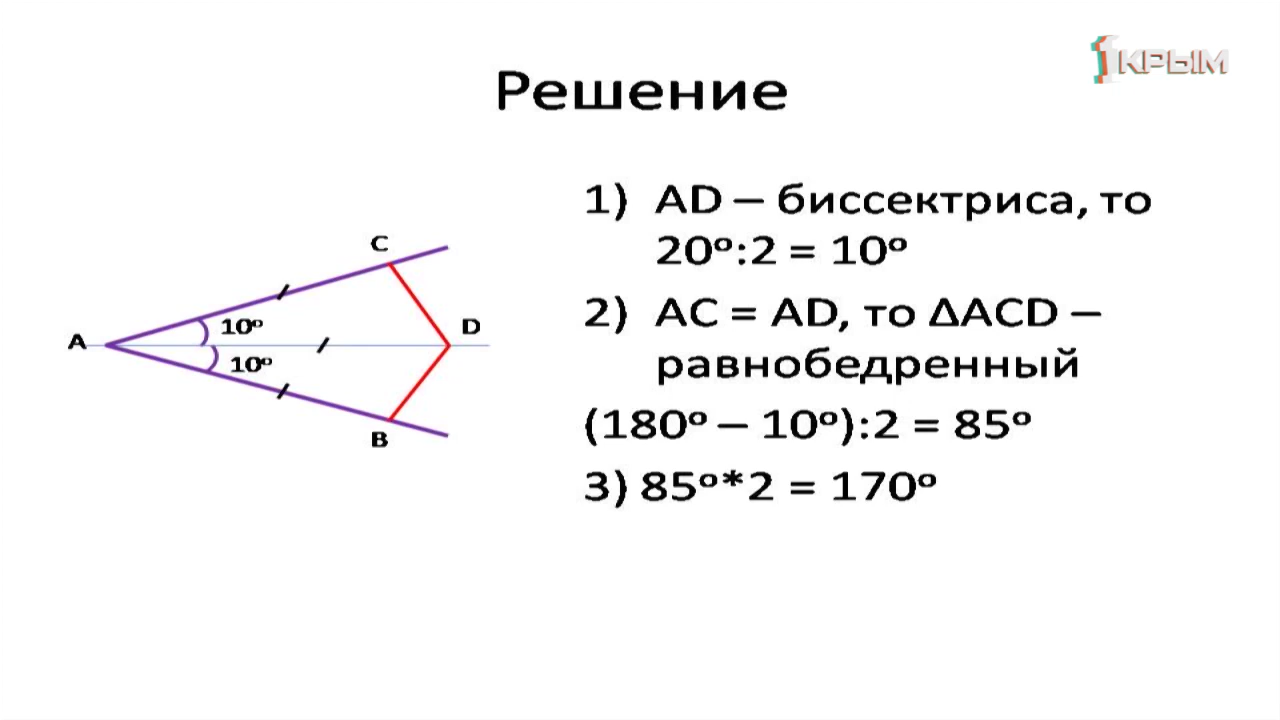 1КРЫМ
Решение
C
A
10º
D
10º
B
1) AD – биссектриса, то
20º:2 = 10º
2) AC = AD, то ΔACD –
равнобедренный
(180º – 10º):2 = 85º
3) 85º*2 = 170º